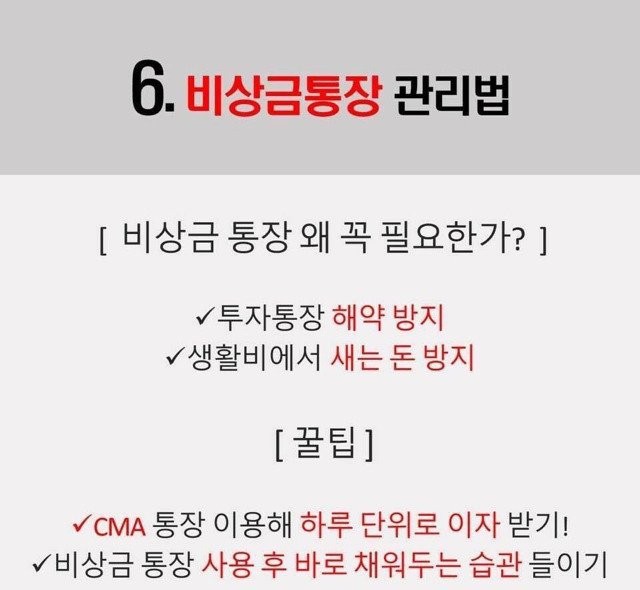 6. 비상금통장 관리법
[ 비상금 통장 왜 꼭 필요한가? ]
✓투자통장 해약 방지
✓생활비에서 새는 돈 방지
[ 꿀팁 ]
✓CMA 통장 이용해 하루 단위로 이자 받기!
✓비상금 통장 사용 후 바로 채워두는 습관 들이기